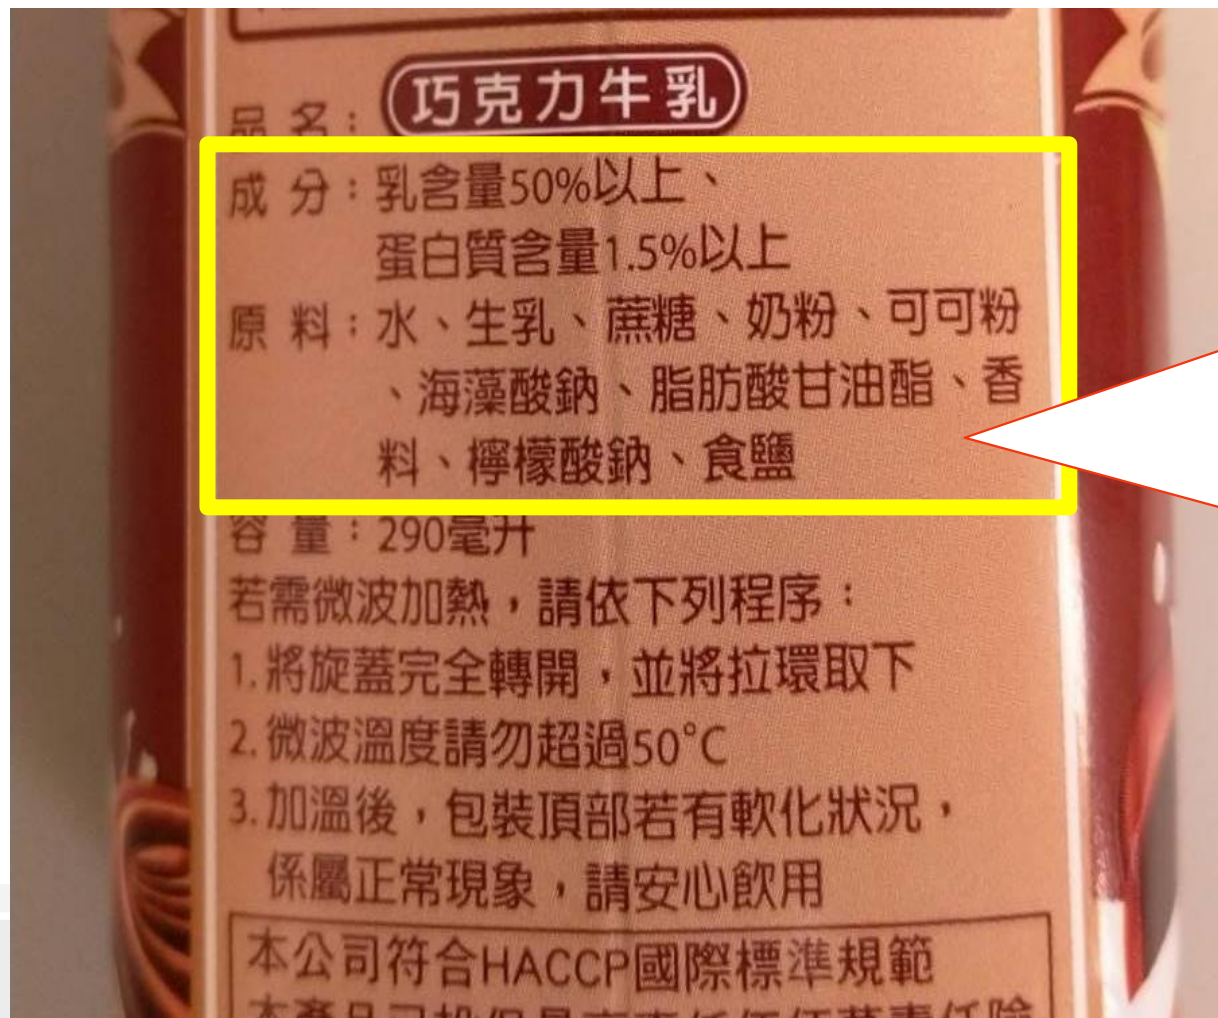 品名：巧克力牛乳
成分：乳含量50%以上、
蛋白質含量1.5%以上
原料：水、生乳、蔗糖、奶粉、可可粉
、海藻酸鈉、脂肪酸甘油酯、香
料、檸檬酸鈉、食鹽
容量：290毫升
若需微波加熱，請依下列程序：
1.將旋蓋完全轉開，並將拉環取下
2.微波溫度請勿超過50°C
3.加溫後，包裝頂部若有軟化狀況，
係屬正常現象，請安心飲用
本公司符合HACCP國際標準規範